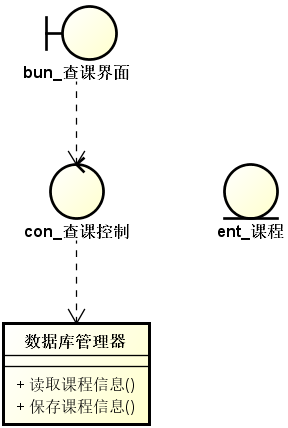 bun_查课界面
con_查课控制
ent_课程
数据库管理器
+ 读取课程信息()
+ 保存课程信息()